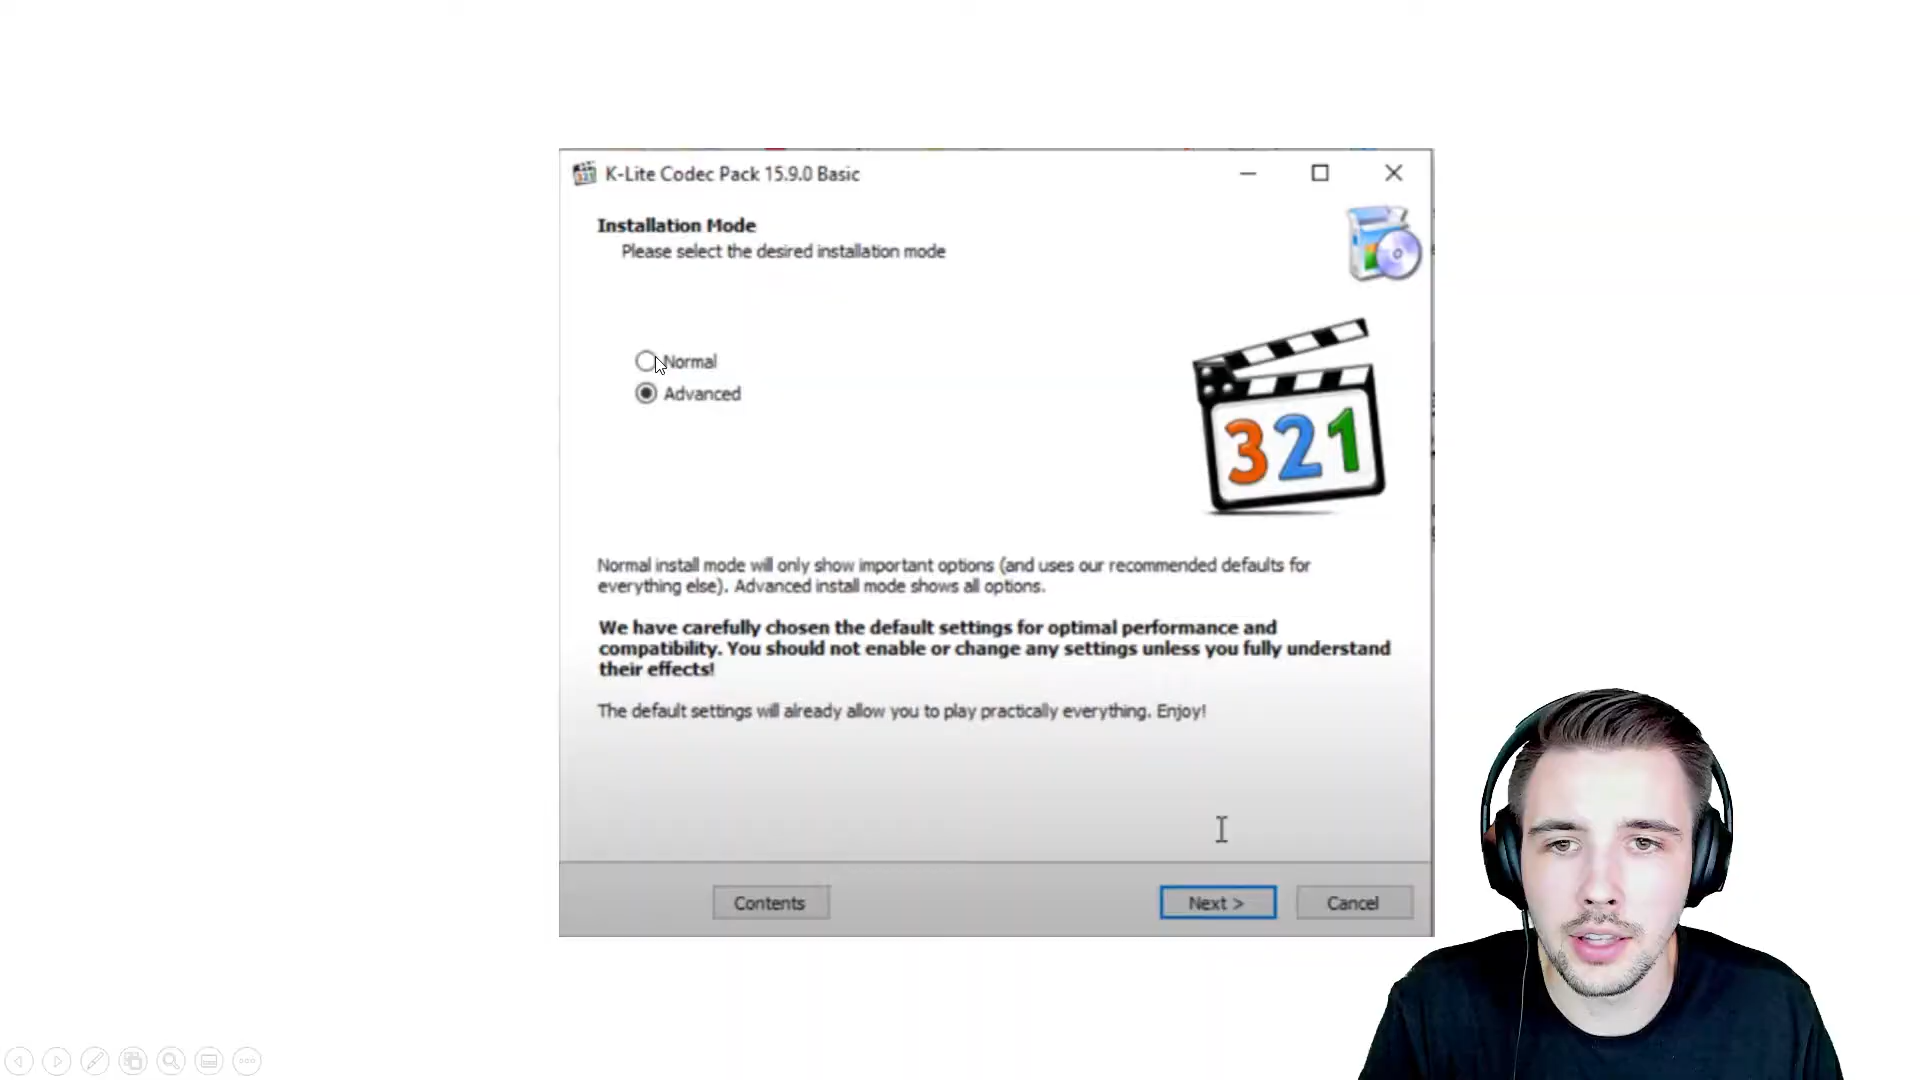 K-Lite Codec Pack 15.9.0 Basic
Installation Mode
Please select the desired installation mode
Normal
Advanced
321
Normal install mode will only show important options (and uses our recommended defaults for
everything else). Advanced install mode shows all options.
We have carefully chosen the default settings for optimal performance and
compatibility. You should not enable or change any settings unless you fully understand
their effects!
The default settings will already allow you to play practically everything. Enjoy!
Contents
Next >
Cancel